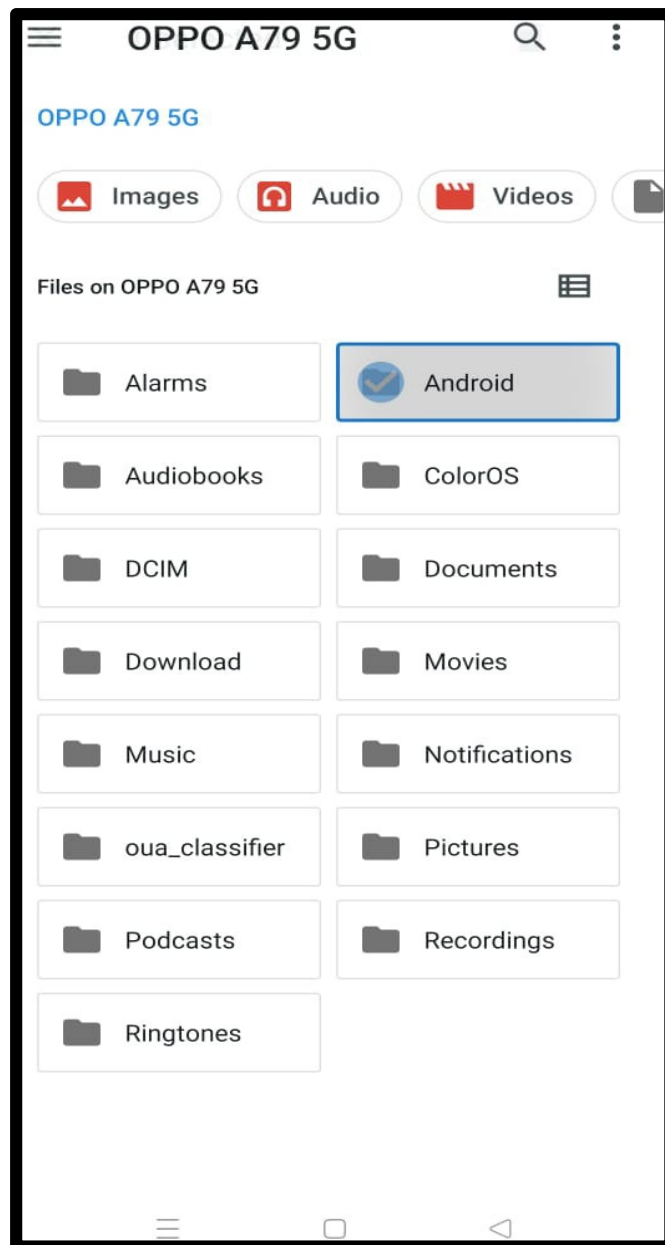 OPPO A79 5G
OPPO A79 5G
Images Audio Videos
Files on OPPO A79 5G
Alarms Android
Audiobooks ColorOS
DCIM Documents
Download Movies
Music Notifications
oua_classifier Pictures
Podcasts Recordings
Ringtones